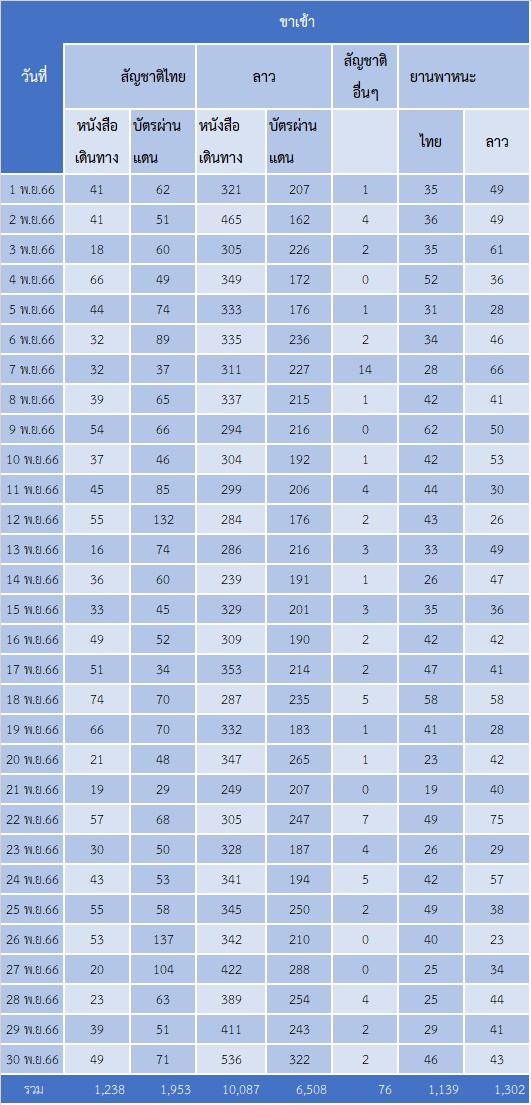 ขาเข้า
วันที่ สัญชาติไทย ลาว สัญชาติ ยานพาหนะ
อื่นๆ
หนังสือ บัตรผ่าน หนังสือ บัตรผ่าน ไทย ลาว
เดินทาง แดน เดินทาง แดน
1 พ.ย.66 41 62 321 207 1 35 49
2 พ.ย.66 41 51 465 162 4 36 49
3 พ.ย.66 18 60 305 226 2 35 61
4 พ.ย.66 66 49 349 172 0 52 36
5 พ.ย.66 44 74 333 176 1 31 28
6 พ.ย.66 32 89 335 236 2 34 46
7 พ.ย.66 32 37 311 227 14 28 66
8 พ.ย.66 39 65 337 215 1 42 41
9 พ.ย.66 54 66 294 216 0 62 50
10 พ.ย.66 37 46 304 192 1 42 53
11 พ.ย.66 45 85 299 206 4 44 30
12 พ.ย.66 55 132 284 176 2 43 26
13 พ.ย.66 16 74 286 216 3 33 49
14 พ.ย.66 36 60 239 191 1 26 47
15 พ.ย.66 33 45 329 201 3 35 36
16 พ.ย.66 49 52 309 190 2 42 42
17 พ.ย.66 51 34 353 214 2 47 41
18 พ.ย.66 74 70 287 235 5 58 58
19 พ.ย.66 66 70 332 183 1 41 28
20 พ.ย.66 21 48 347 265 1 23 42
21 พ.ย.66 19 29 249 207 0 19 40
22 พ.ย.66 57 68 305 247 7 49 75
23 พ.ย.66 30 50 328 187 4 26 29
24 พ.ย.66 43 53 341 194 5 42 57
25 พ.ย.66 55 58 345 250 2 49 38
26 พ.ย.66 53 137 342 210 0 40 23
27 พ.ย.66 20 104 422 288 0 25 34
28 พ.ย.66 23 63 389 254 4 25 44
29 พ.ย.66 39 51 411 243 2 29 41
30 พ.ย.66 49 71 536 322 2 46 43
รวม 1,238 1,953 10,087 6,508 76 1,139 1,302